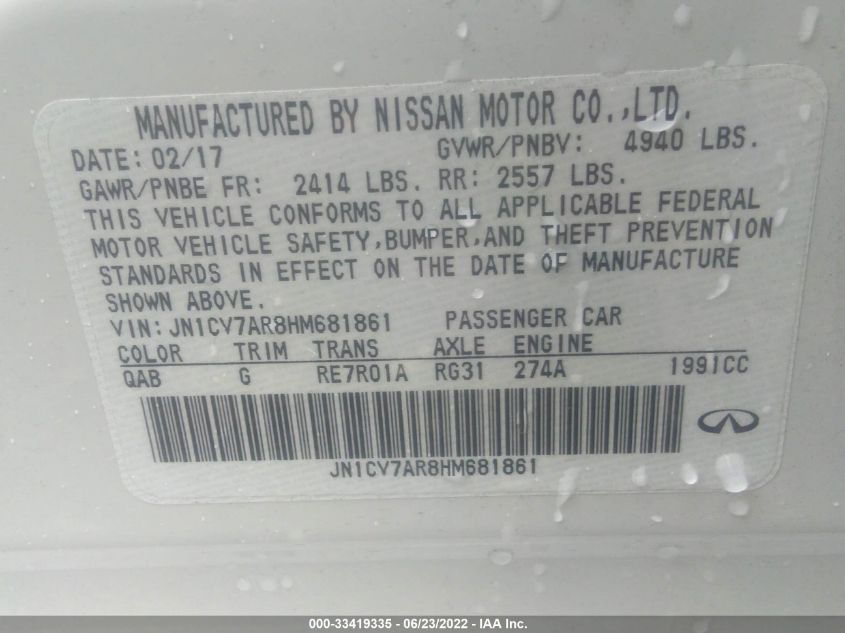 MANUFACTURED BY NISSAN MOTOR CO.,LTD.
DATE: 02/17 GVWR/PNBV: 4940 LBS.
GAWR/PNBE FR: 2414 LBS. RR: 2557 LBS.
THIS VEHICLE CONFORMS TO ALL APPLICABLE FEDERAL
MOTOR VEHICLE SAFETY,BUMPER,AND THEFT PREVENTION
STANDARDS IN EFFECT ON THE DATE OF MANUFACTURE
SHOWN ABOVE.
VIN: JN1CV7AR8HM681861 PASSENGER CAR
COLOR TRIM TRANS AXLE ENGINE
QAB G RE7R01A RG31 274A 1991CC
JN1CV7AR8HM681861
000-33419335 - 06/23/2022 - IAA Inc.